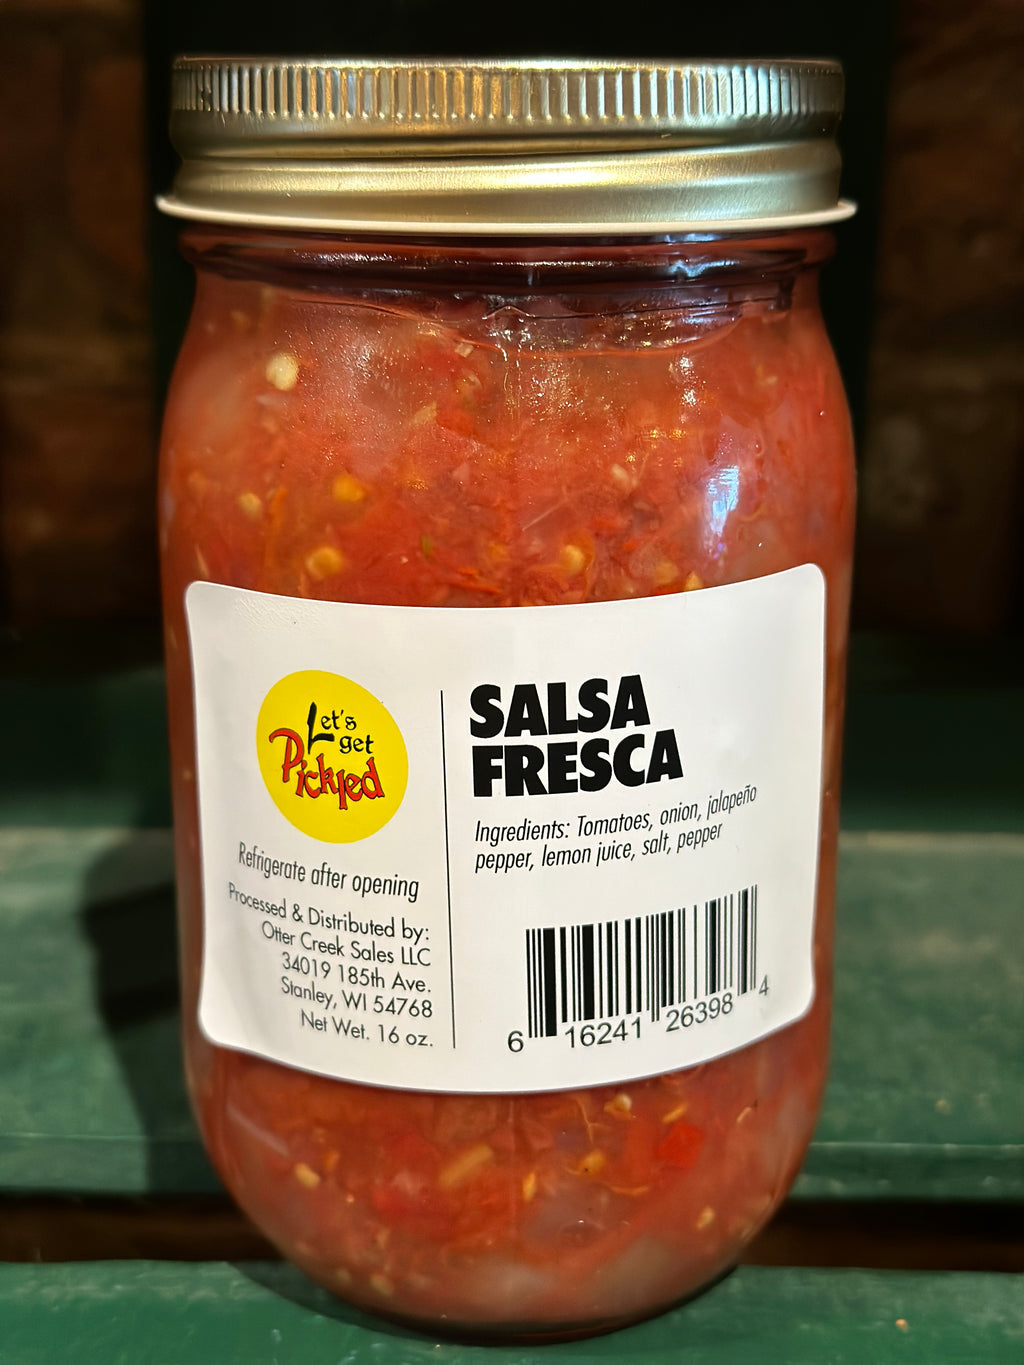 Let's
get
Pickled
Refrigerate after opening
Processed & Distributed by:
Otter Creek Sales LLC
34019 185th Ave.
Stanley, WI 54768
Net Wet. 16 oz.
SALSA
FRESCA
Ingredients: Tomatoes, onion, jalapeño
pepper, lemon juice, salt, pepper
6 16241 26398 4